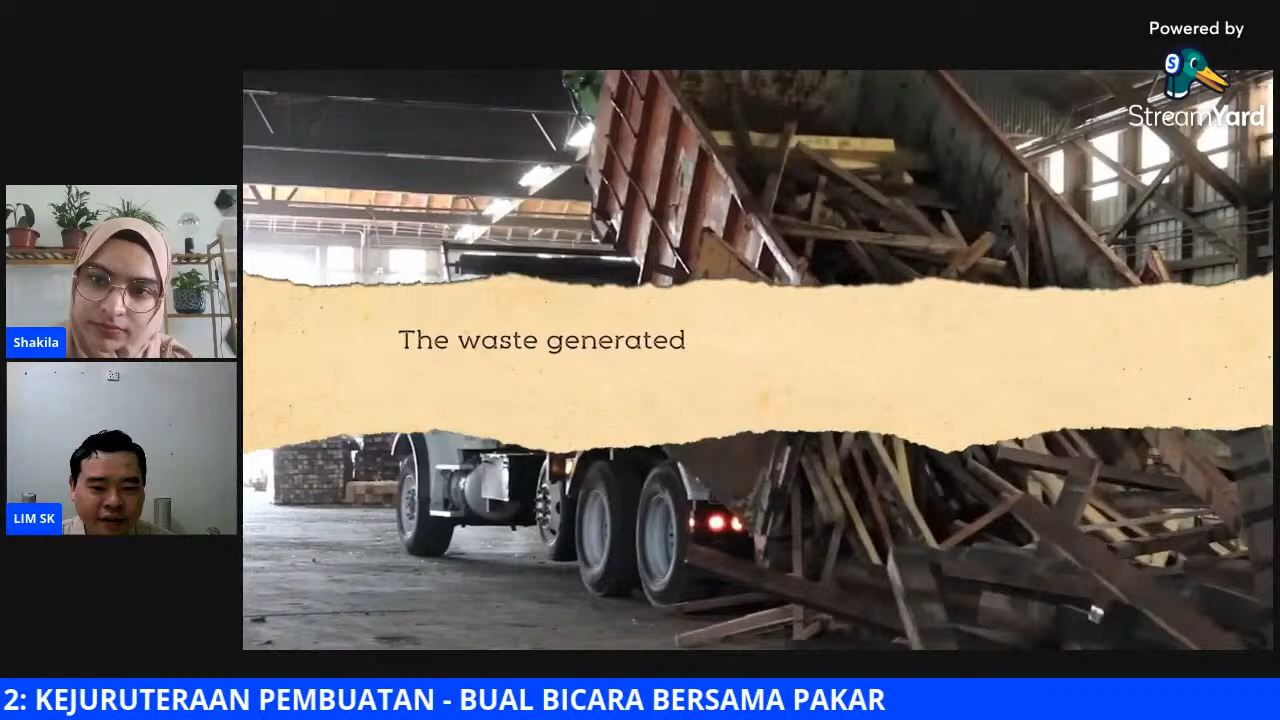 Powered by
S
StreamYard
Shakila
The waste generated
LIM SK
2: KEJURUTERAAN PEMBUATAN - BUAL BICARA BERSAMA PAKAR